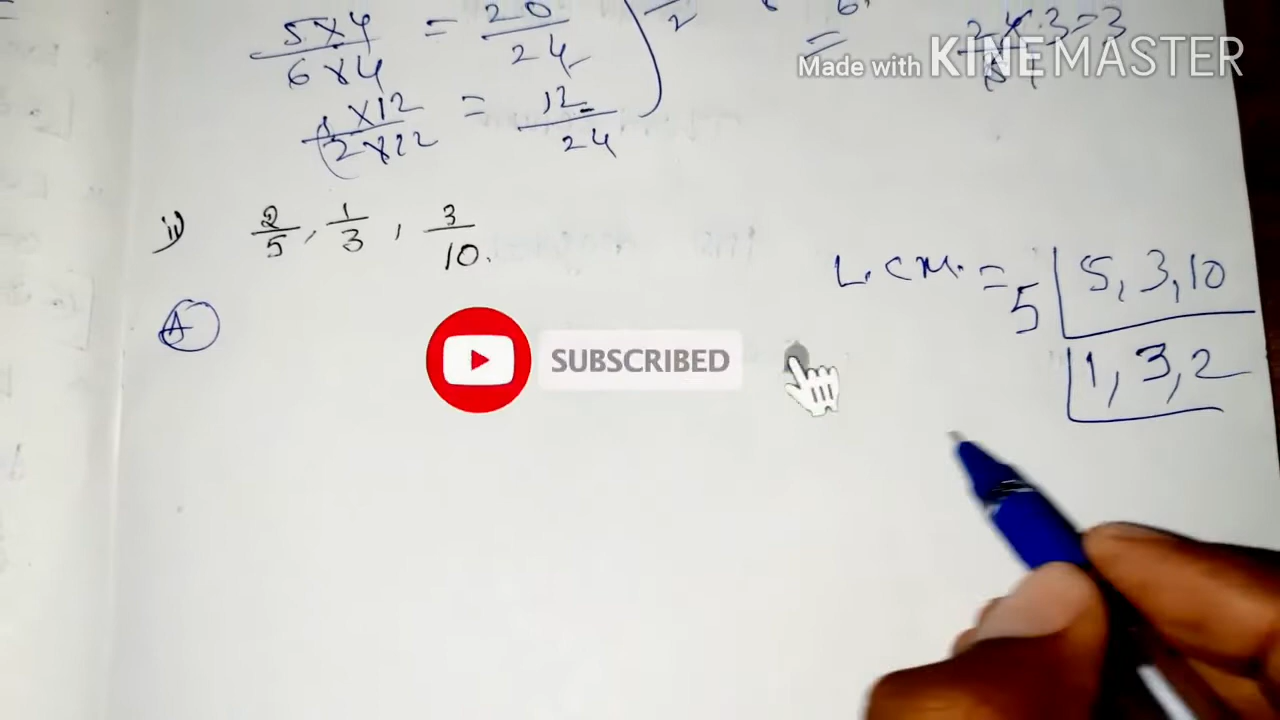 5×4/6×4 = 20/24
1×12/2×12 = 12/24
Made with KINEMASTER
ii) 2/5, 1/3, 3/10.
L.C.M. = 5 | 5, 3, 10
1, 3, 2
A
SUBSCRIBED